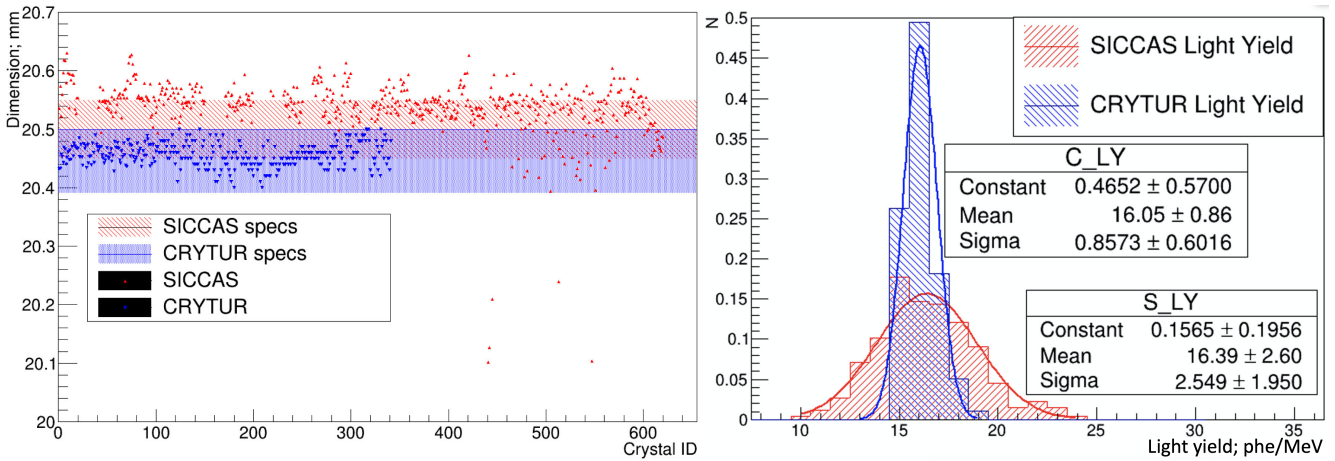 20.7
20.6
20.5
20.4
20.3
20.2
20.1
20
Dimension; mm
SICCAS specs
CRYTUR specs
SICCAS
CRYTUR
0 100 200 300 400 500 600
Crystal ID
N
0.5
0.45
0.4
0.35
0.3
0.25
0.2
0.15
0.1
0.05
0
SICCAS Light Yield
CRYTUR Light Yield
C_LY
Constant 0.4652 ± 0.5700
Mean 16.05 ± 0.86
Sigma 0.8573 ± 0.6016
S_LY
Constant 0.1565 ± 0.1956
Mean 16.39 ± 2.60
Sigma 2.549 ± 1.950
10 15 20 25 30 35
Light yield; phe/MeV